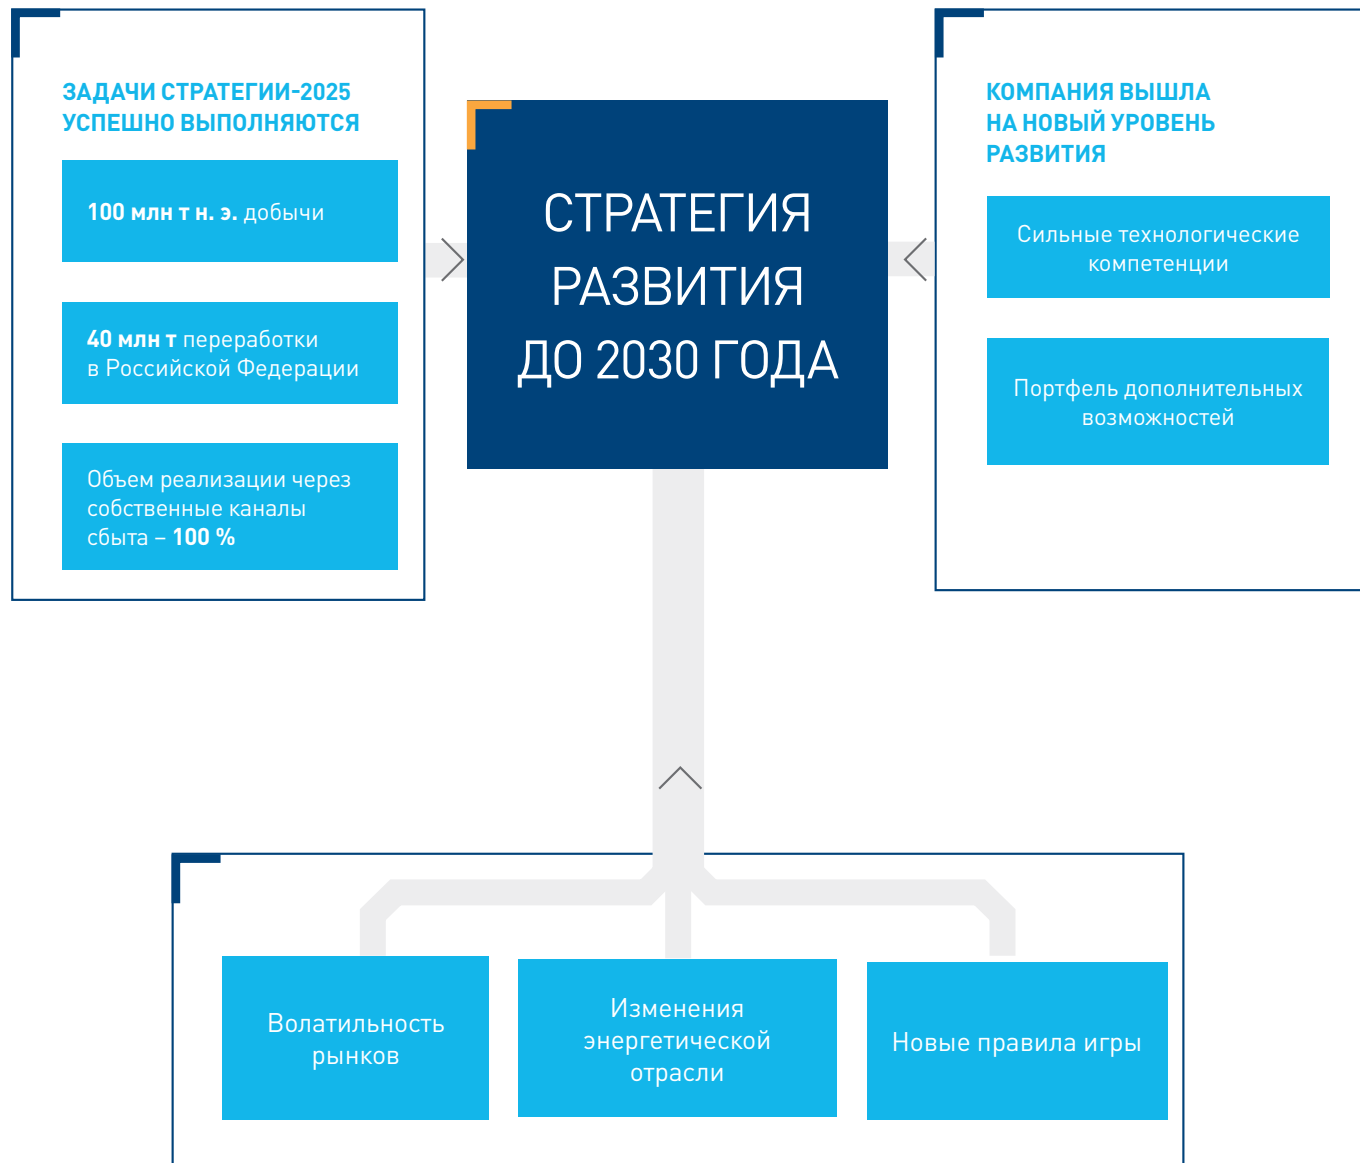 ЗАДАЧИ СТРАТЕГИИ-2025
УСПЕШНО ВЫПОЛНЯЮТСЯ
100 млн т н. э. добычи
40 млн т переработки
в Российской Федерации
Объем реализации через
собственные каналы
сбыта – 100 %
СТРАТЕГИЯ
РАЗВИТИЯ
ДО 2030 ГОДА
КОМПАНИЯ ВЫШЛА
НА НОВЫЙ УРОВЕНЬ
РАЗВИТИЯ
Сильные технологические
компетенции
Портфель дополнительных
возможностей
Волатильность
рынков
Изменения
энергетической
отрасли
Новые правила игры